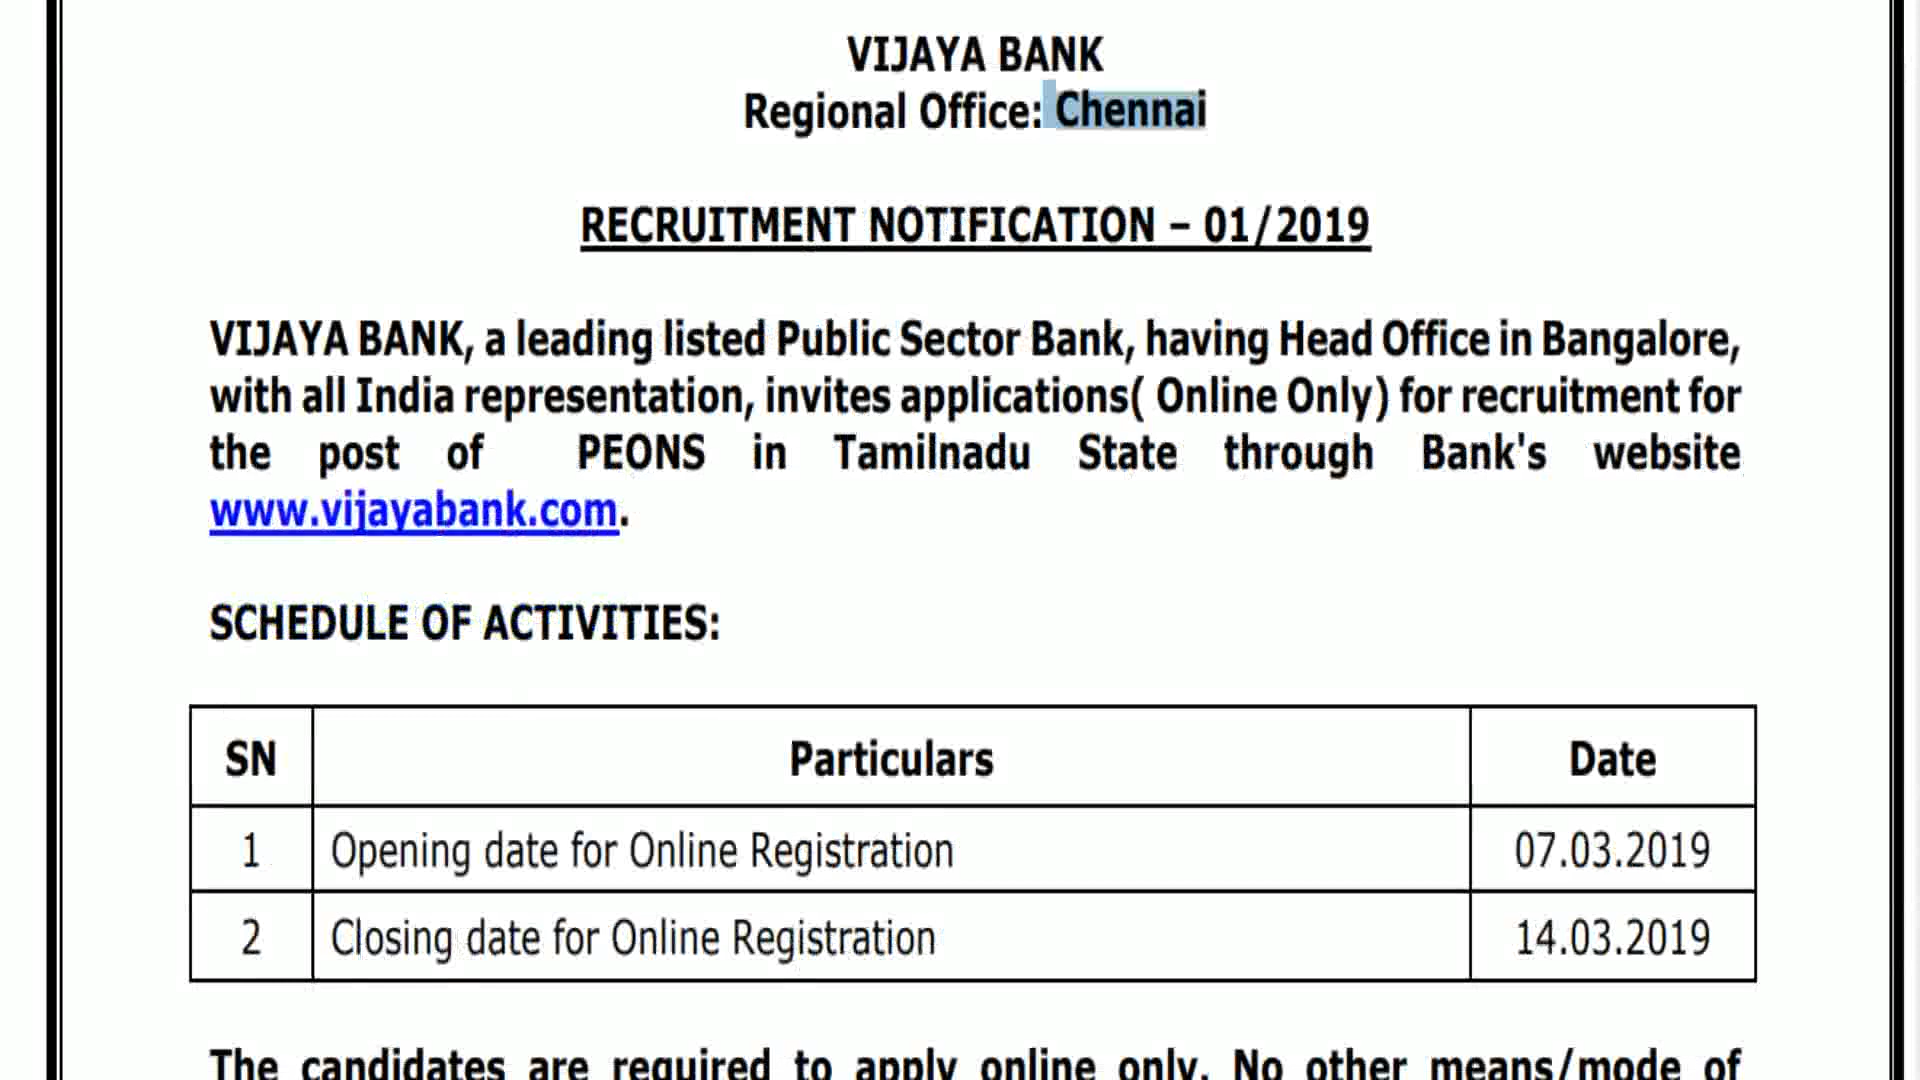 VIJAYA BANK
Regional Office: Chennai
RECRUITMENT NOTIFICATION – 01/2019
VIJAYA BANK, a leading listed Public Sector Bank, having Head Office in Bangalore,
with all India representation, invites applications( Online Only) for recruitment for
the post of PEONS in Tamilnadu State through Bank's website
www.vijayabank.com.
SCHEDULE OF ACTIVITIES:
SN Particulars Date
1 Opening date for Online Registration 07.03.2019
2 Closing date for Online Registration 14.03.2019
The candidates are required to apply online only. No other means/mode of